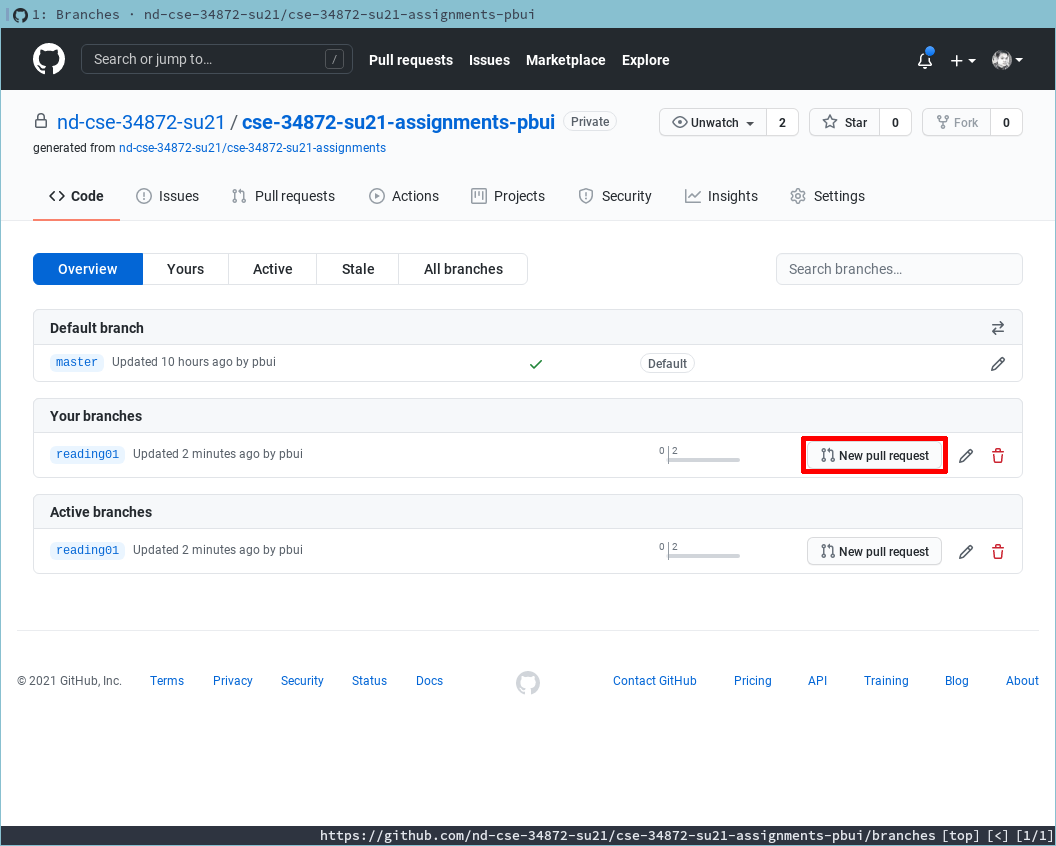 1: Branches · nd-cse-34872-su21/cse-34872-su21-assignments-pbui
Search or jump to… / Pull requests Issues Marketplace Explore
nd-cse-34872-su21 / cse-34872-su21-assignments-pbui Private Unwatch 2 Star 0 Fork 0
generated from nd-cse-34872-su21/cse-34872-su21-assignments
Code Issues Pull requests Actions Projects Security Insights Settings
Overview Yours Active Stale All branches Search branches…
Default branch
master Updated 10 hours ago by pbui Default
Your branches
reading01 Updated 2 minutes ago by pbui 0 2 New pull request
Active branches
reading01 Updated 2 minutes ago by pbui 0 2 New pull request
© 2021 GitHub, Inc. Terms Privacy Security Status Docs Contact GitHub Pricing API Training Blog About
https://github.com/nd-cse-34872-su21/cse-34872-su21-assignments-pbui/branches [top] [<] [1/1]